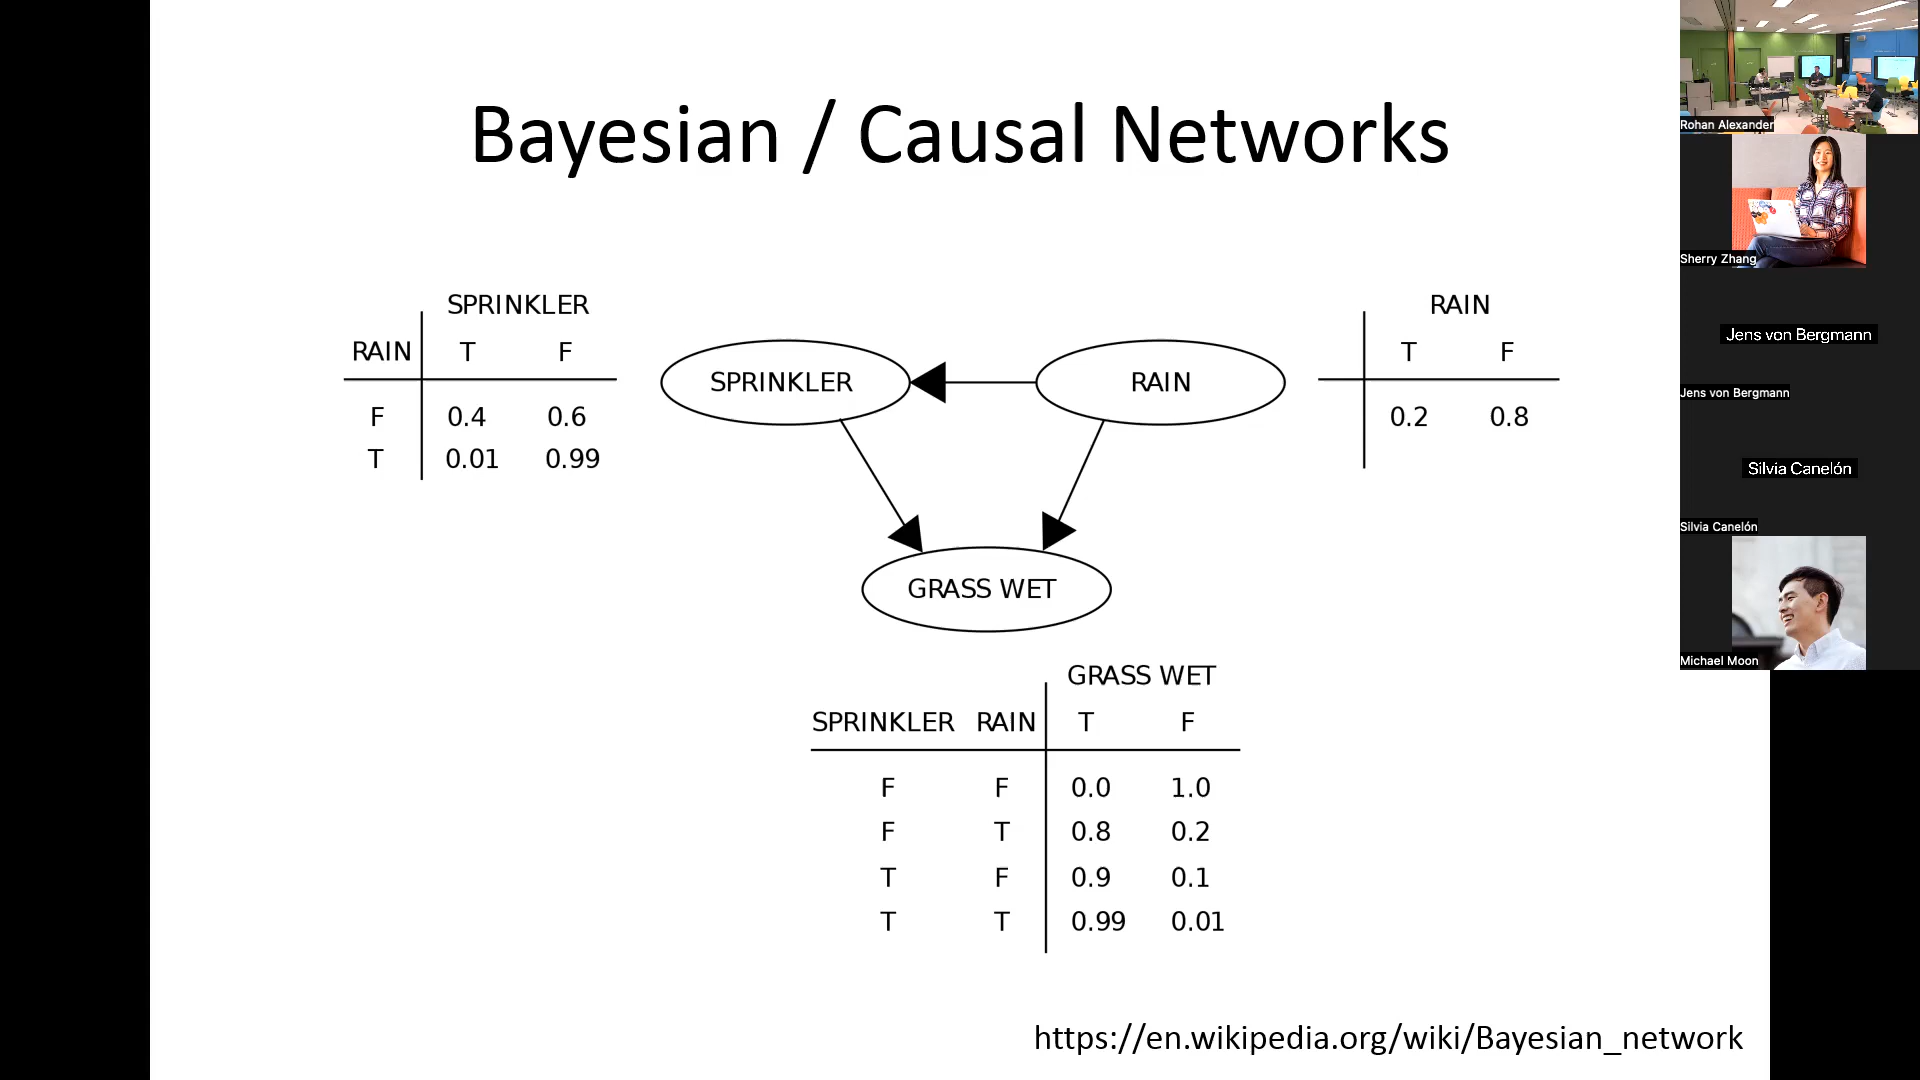 Bayesian / Causal Networks
SPRINKLER
RAIN T F
F 0.4 0.6
T 0.01 0.99
SPRINKLER
RAIN
GRASS WET
RAIN
T F
0.2 0.8
GRASS WET
SPRINKLER RAIN T F
F F 0.0 1.0
F T 0.8 0.2
T F 0.9 0.1
T T 0.99 0.01
https://en.wikipedia.org/wiki/Bayesian_network
Rohan Alexander
Sherry Zhang
Jens von Bergmann
Jens von Bergmann
Silvia Canelón
Silvia Canelón
Michael Moon